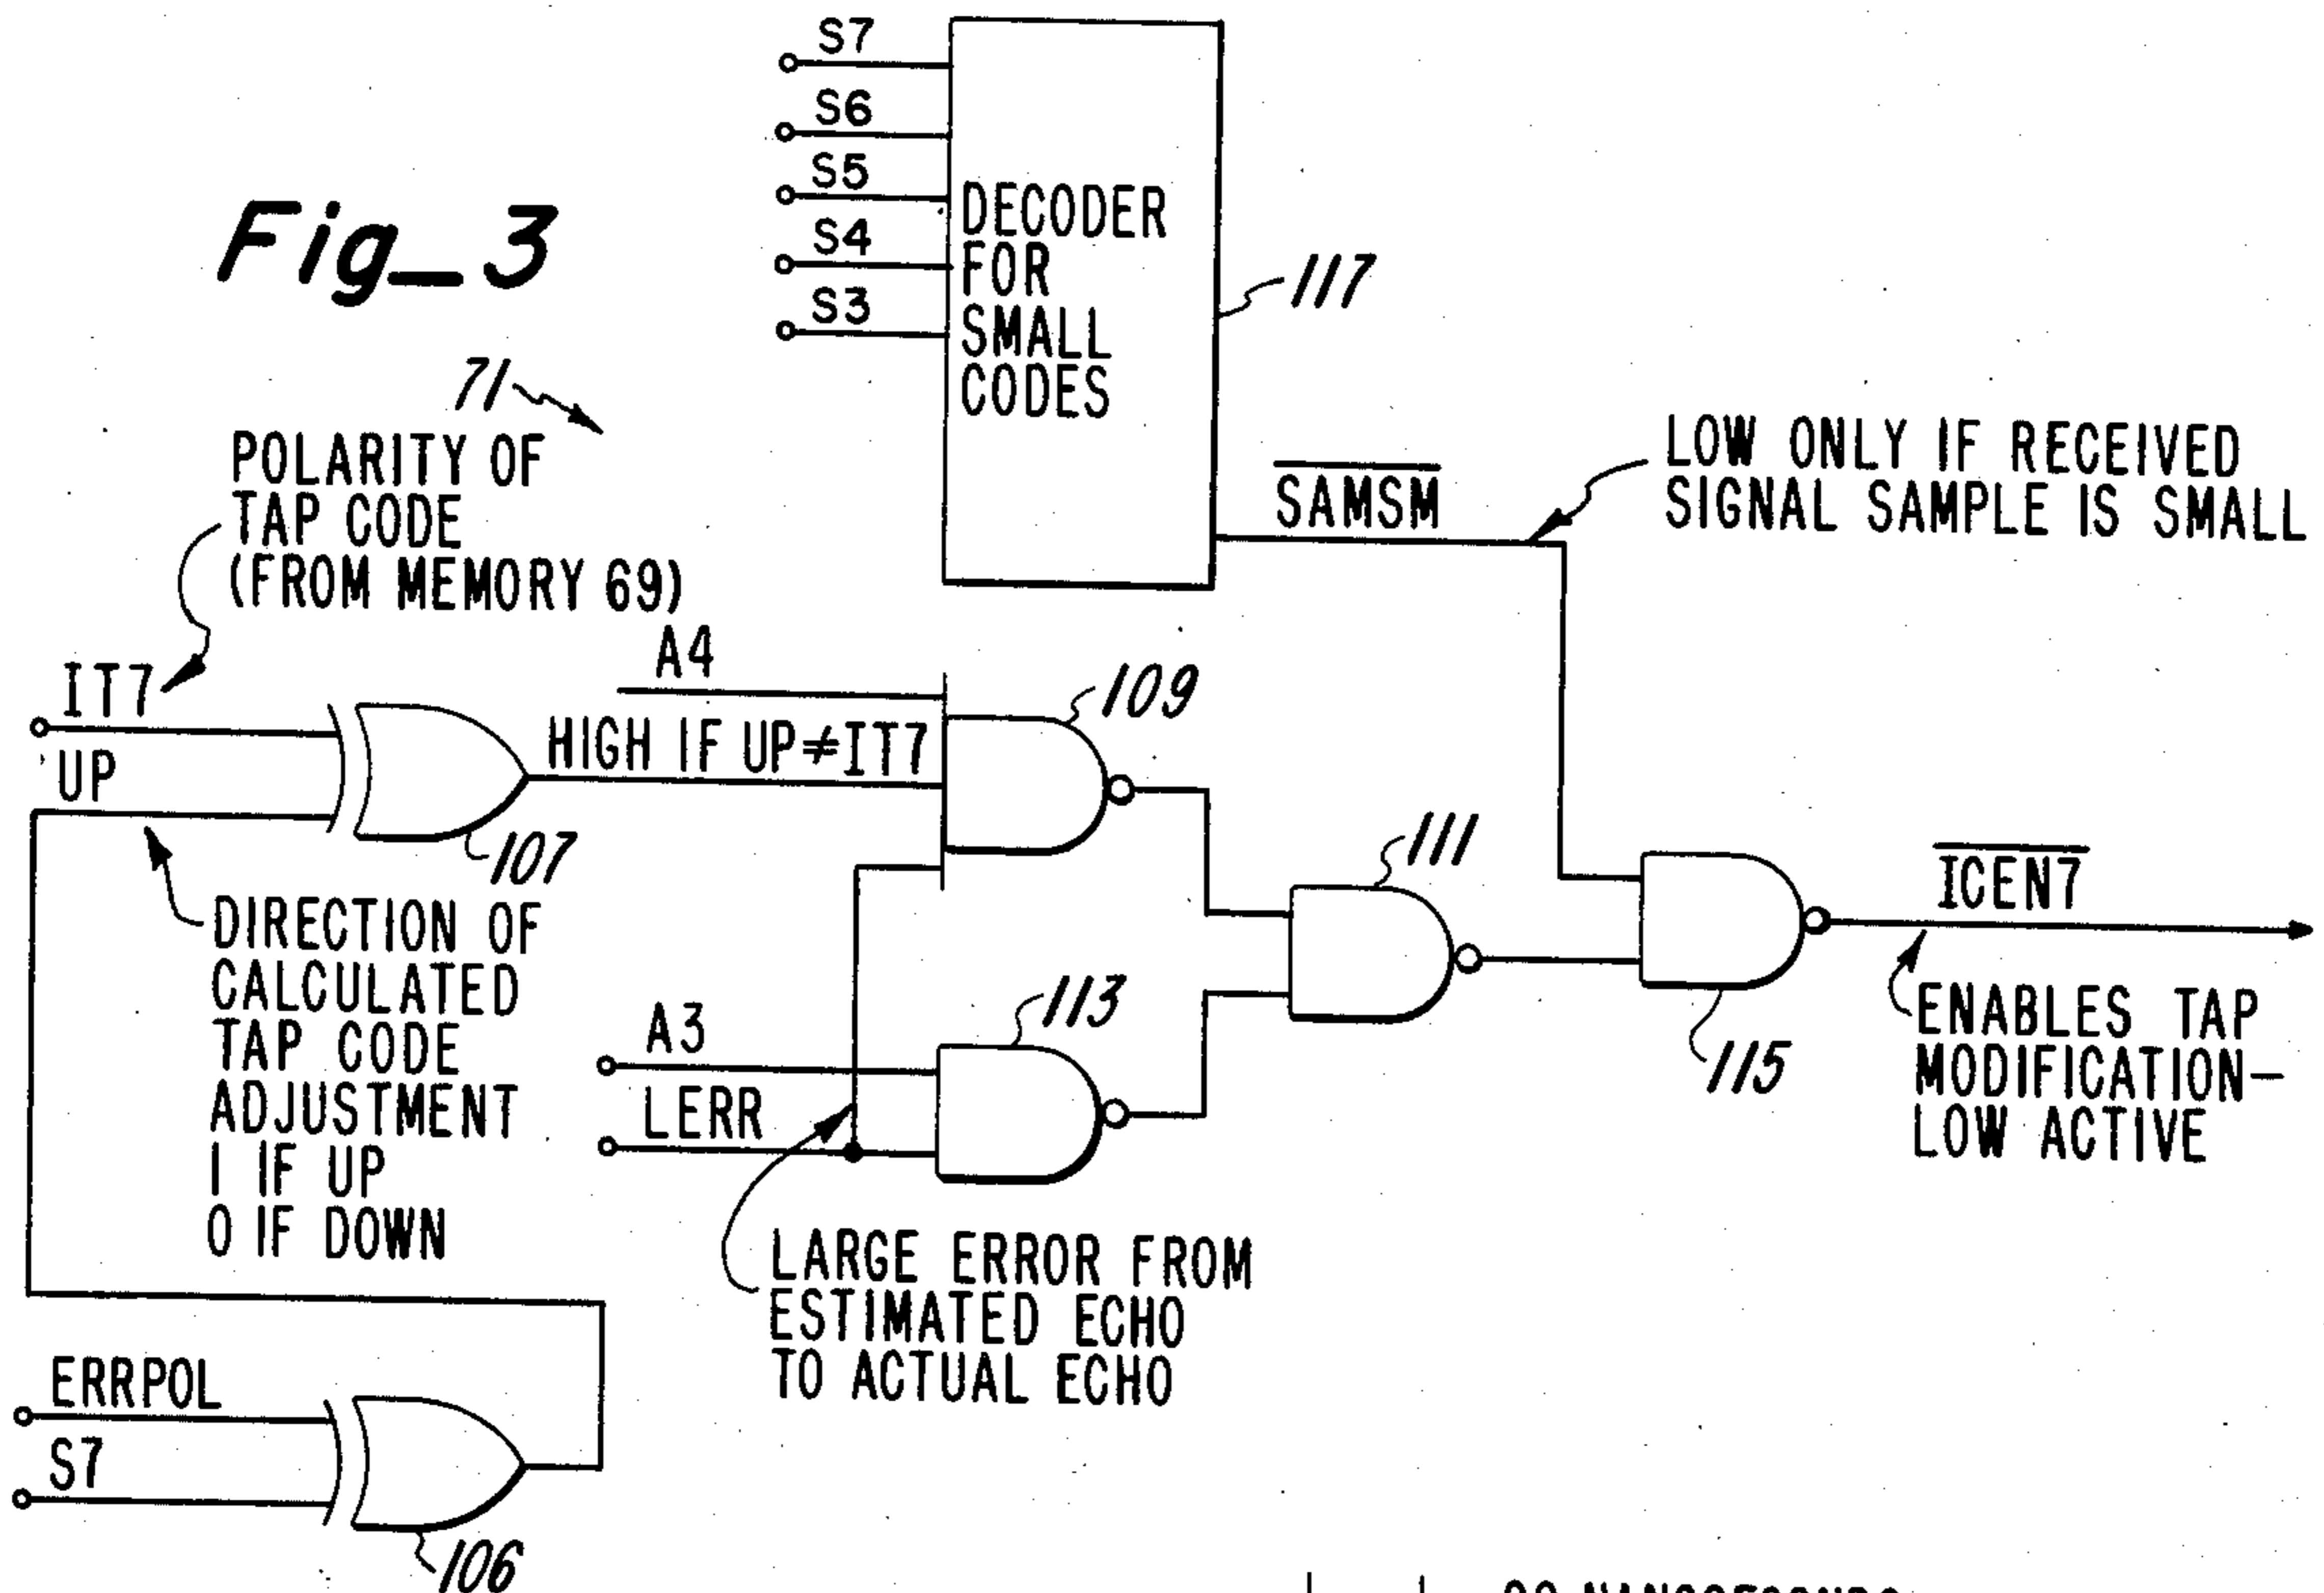 Fig_3
S7
S6
S5
S4
S3
DECODER
FOR
SMALL
CODES
117
71
POLARITY OF
TAP CODE
(FROM MEMORY 69)
SAMSM
LOW ONLY IF RECEIVED
SIGNAL SAMPLE IS SMALL
IT7
UP
107
A4
HIGH IF UP≠IT7
109
111
ICEN7
115
ENABLES TAP
MODIFICATION—
LOW ACTIVE
DIRECTION OF
CALCULATED
TAP CODE
ADJUSTMENT
1 IF UP
0 IF DOWN
A3
LERR
113
LARGE ERROR FROM
ESTIMATED ECHO
TO ACTUAL ECHO
ERRPOL
S7
106